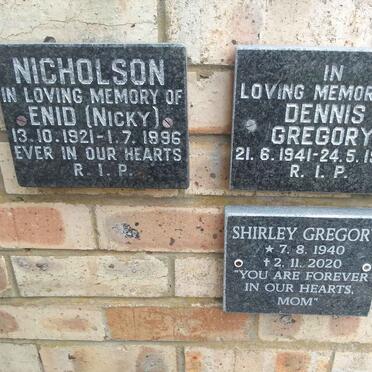 NICHOLSON
IN LOVING MEMORY OF
ENID (NICKY)
13.10.1921-1.7.1996
EVER IN OUR HEARTS
R.I.P.
IN
LOVING MEMOR
DENNIS
GREGORY
21.6.1941-24.5.1
R.I.P.
SHIRLEY GREGORY
★ 7. 8. 1940
✝ 2. 11. 2020
"YOU ARE FOREVER
IN OUR HEARTS,
MOM"